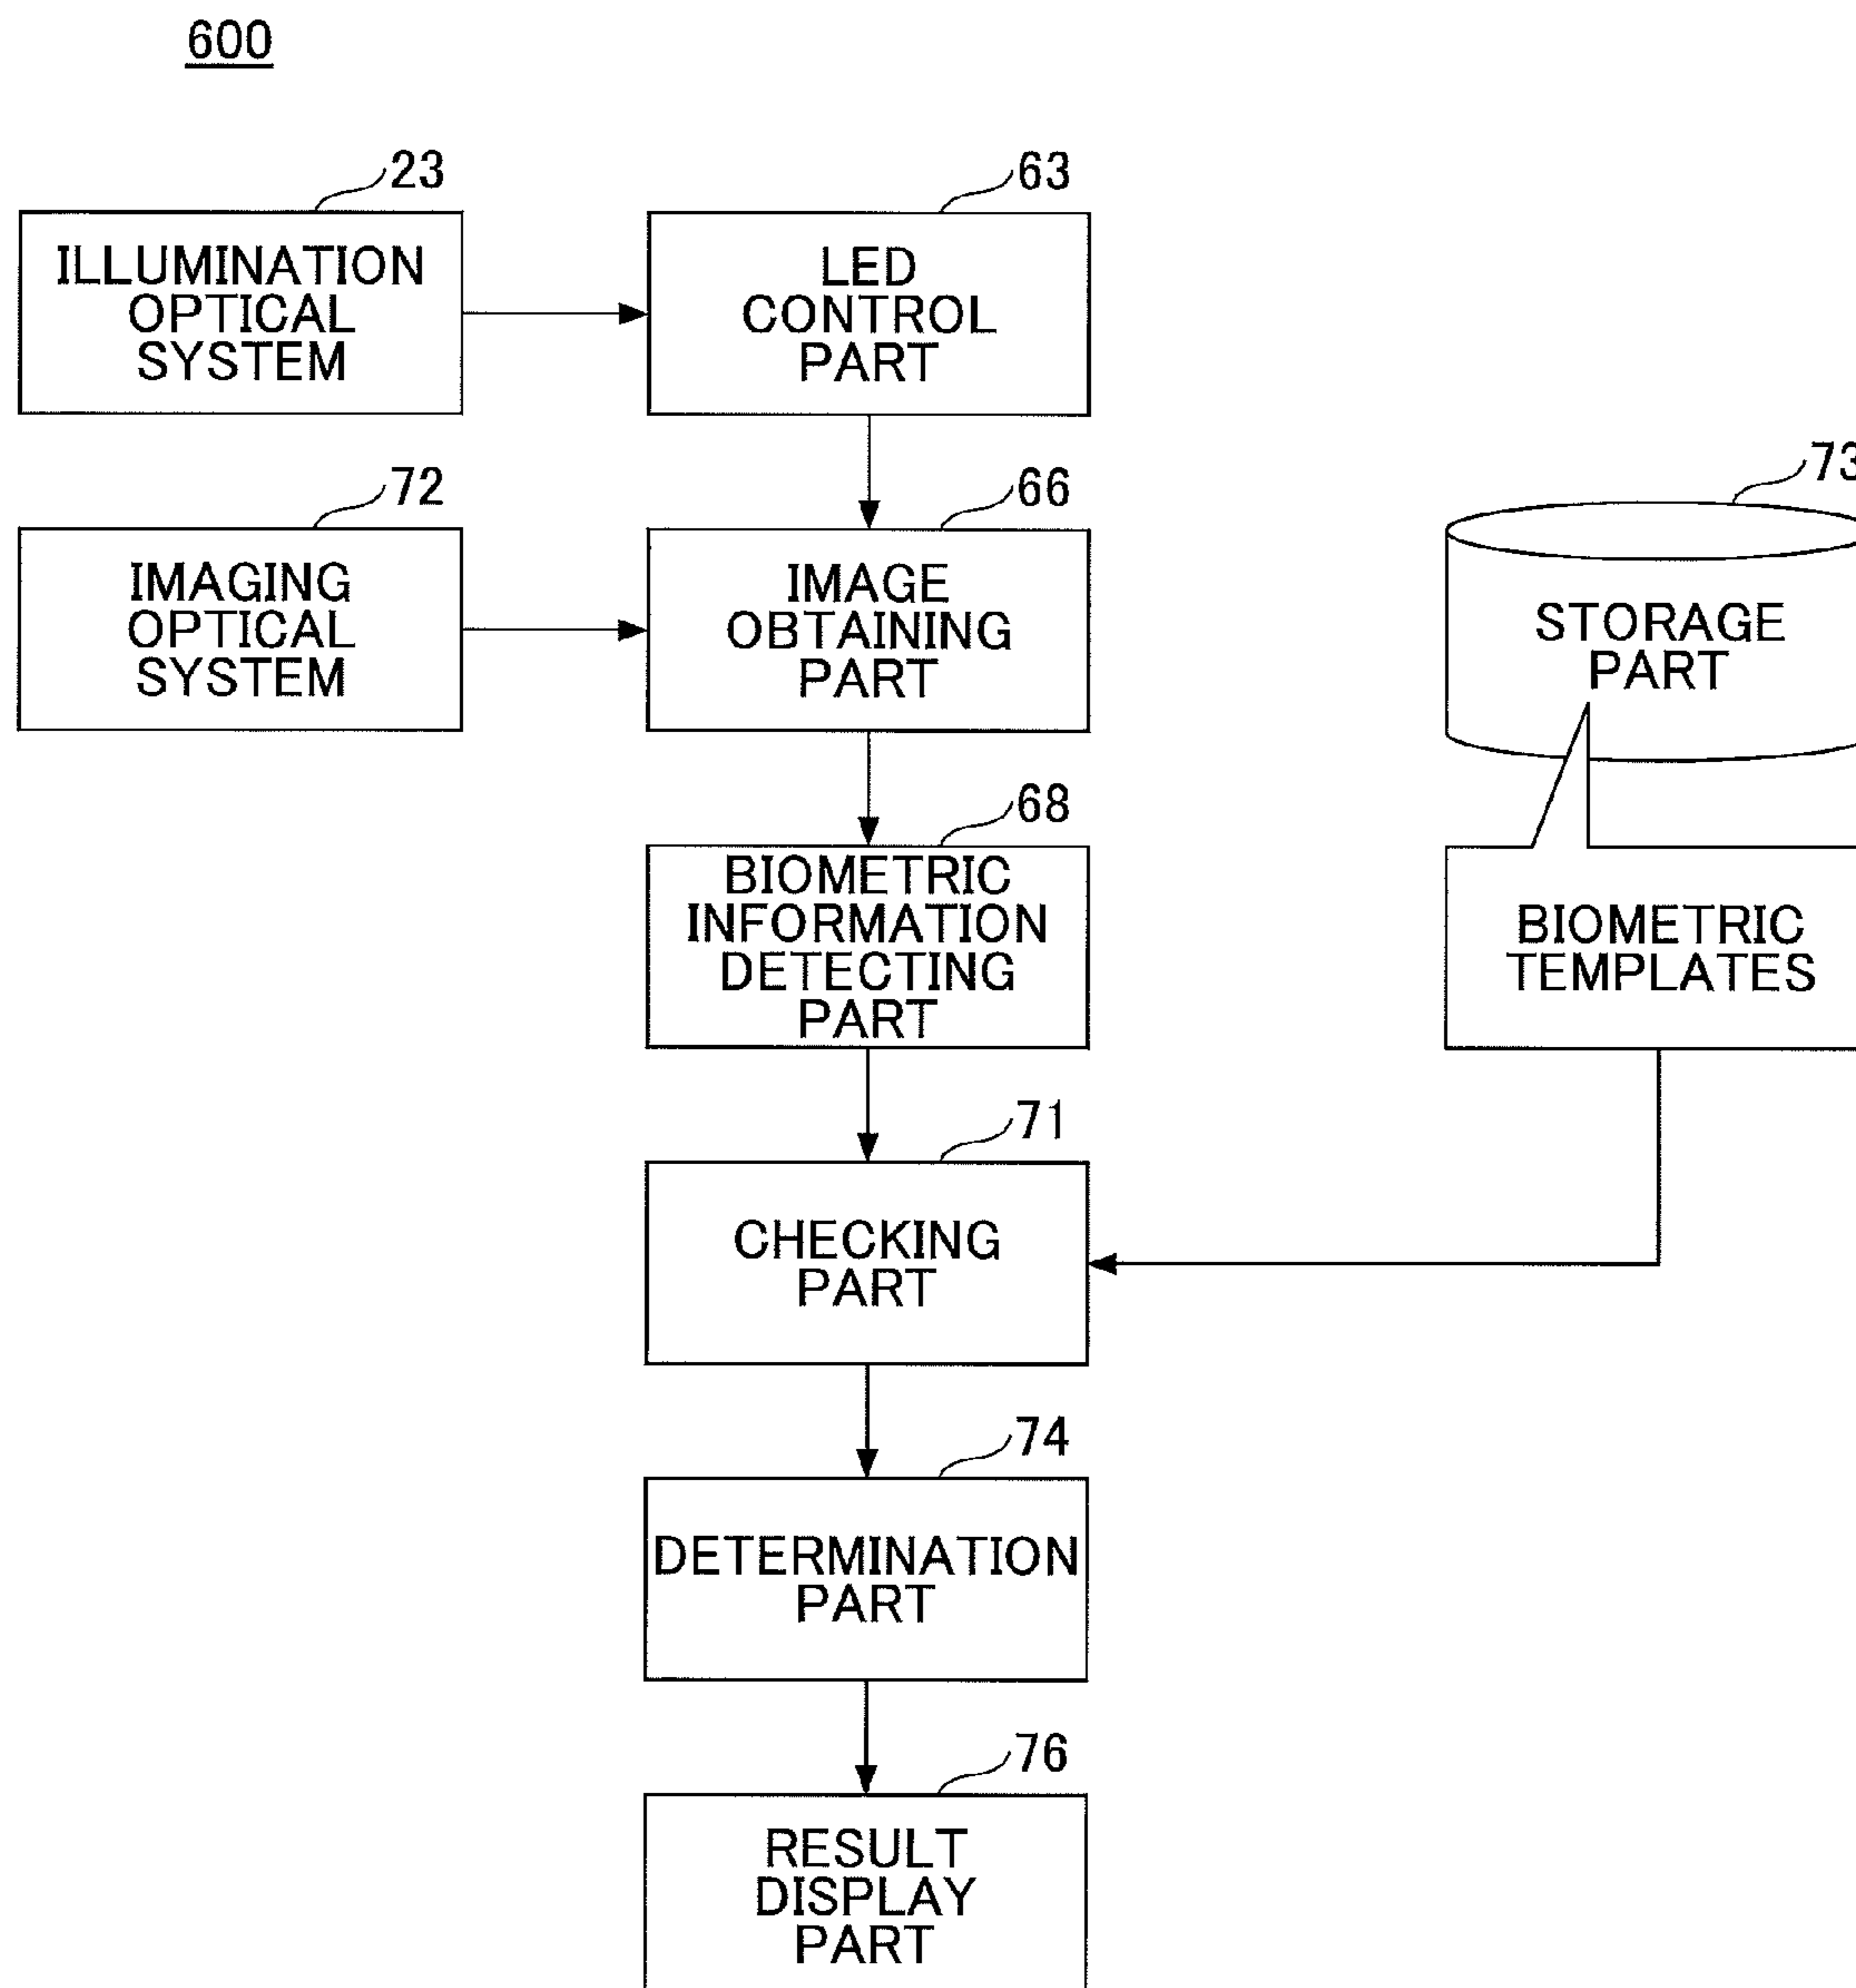 600
23
ILLUMINATION
OPTICAL
SYSTEM
63
LED
CONTROL
PART
72
IMAGING
OPTICAL
SYSTEM
66
IMAGE
OBTAINING
PART
73
STORAGE
PART
68
BIOMETRIC
INFORMATION
DETECTING
PART
BIOMETRIC
TEMPLATES
71
CHECKING
PART
74
DETERMINATION
PART
76
RESULT
DISPLAY
PART